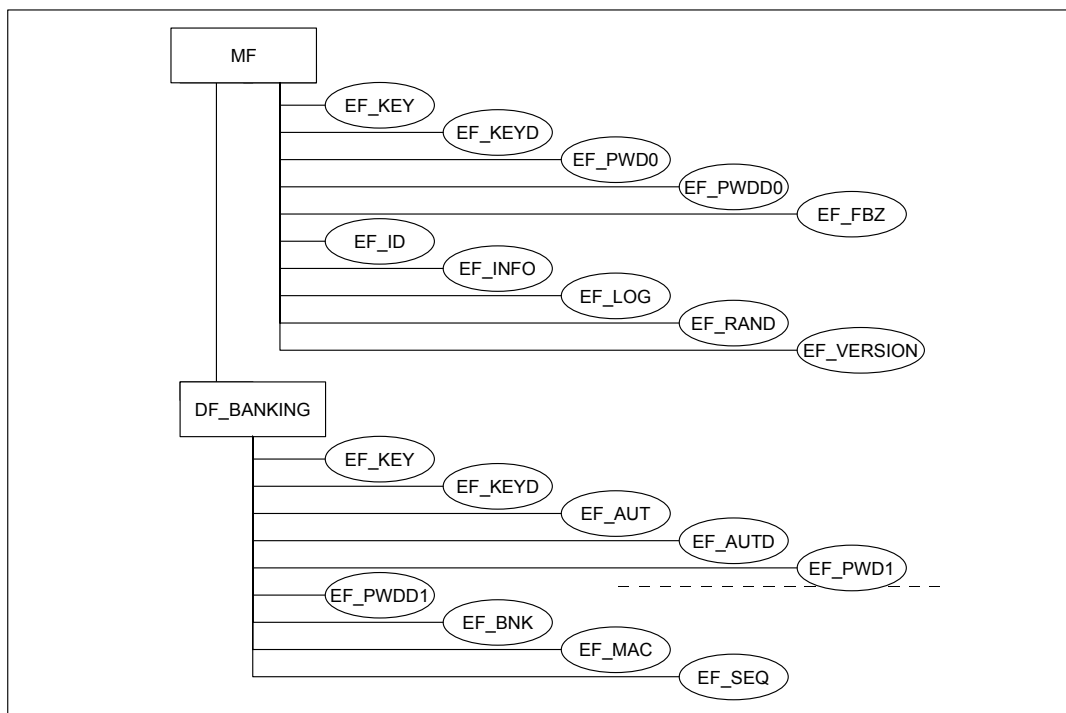 MF
EF_KEY
EF_KEYD
EF_PWD0
EF_PWDD0
EF_FBZ
EF_ID
EF_INFO
EF_LOG
EF_RAND
EF_VERSION
DF_BANKING
EF_KEY
EF_KEYD
EF_AUT
EF_AUTD
EF_PWD1
EF_PWDD1
EF_BNK
EF_MAC
EF_SEQ